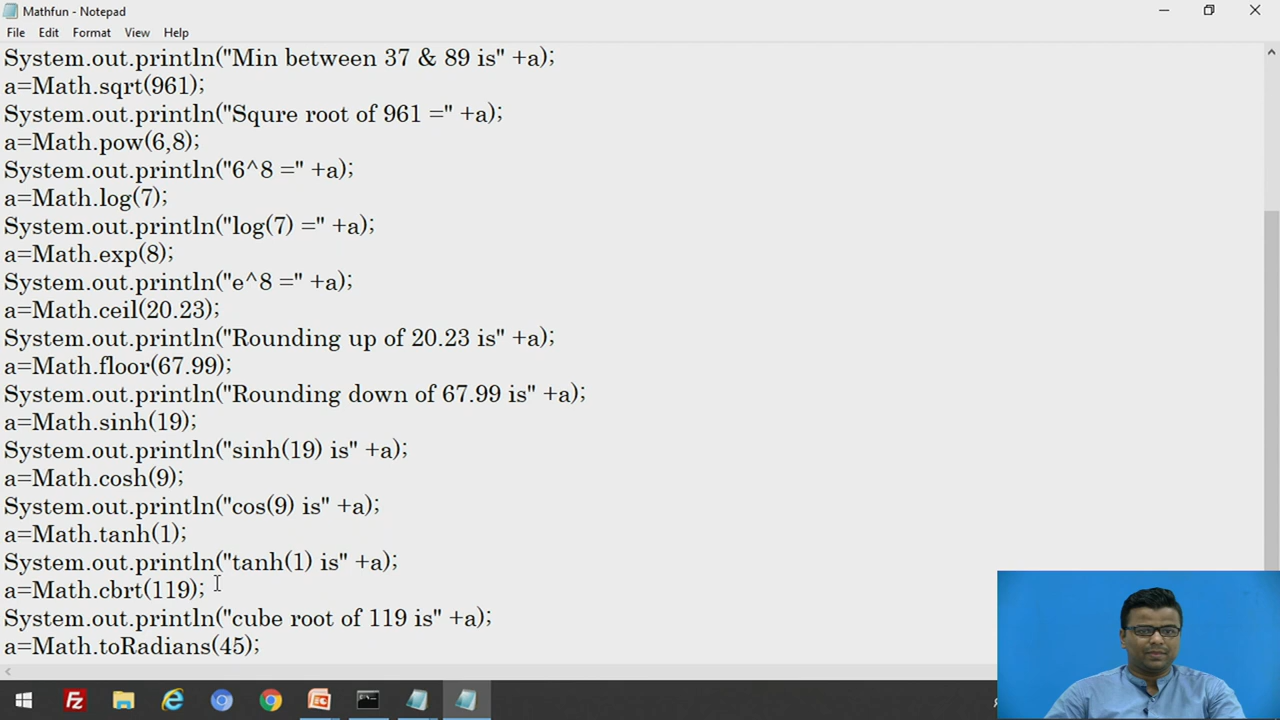 Mathfun - Notepad
File Edit Format View Help
System.out.println("Min between 37 & 89 is" +a);
a=Math.sqrt(961);
System.out.println("Squre root of 961 =" +a);
a=Math.pow(6,8);
System.out.println("6^8 =" +a);
a=Math.log(7);
System.out.println("log(7) =" +a);
a=Math.exp(8);
System.out.println("e^8 =" +a);
a=Math.ceil(20.23);
System.out.println("Rounding up of 20.23 is" +a);
a=Math.floor(67.99);
System.out.println("Rounding down of 67.99 is" +a);
a=Math.sinh(19);
System.out.println("sinh(19) is" +a);
a=Math.cosh(9);
System.out.println("cos(9) is" +a);
a=Math.tanh(1);
System.out.println("tanh(1) is" +a);
a=Math.cbrt(119);
System.out.println("cube root of 119 is" +a);
a=Math.toRadians(45);
Fz